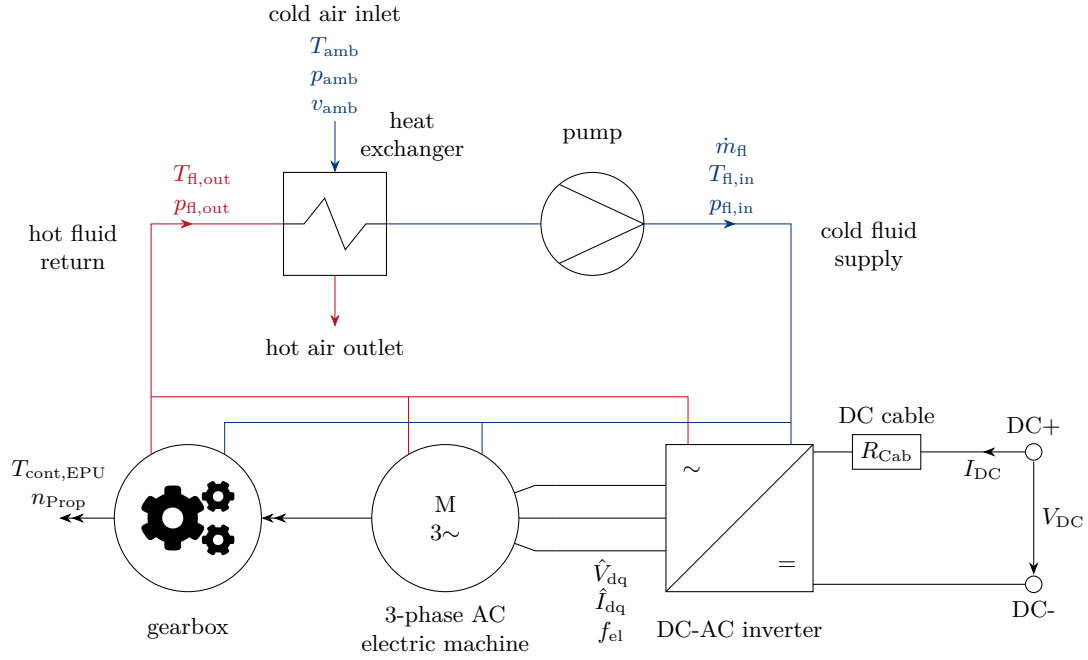 cold air inlet
T_amb
p_amb
v_amb
heat
exchanger
pump
ṁ_fl
T_fl,in
p_fl,in
T_fl,out
p_fl,out
hot fluid
return
cold fluid
supply
hot air outlet
DC cable
R_Cab
DC+
I_DC
V_DC
DC-
T_cont,EPU
n_Prop
M
3~
~
=
V̂_dq
Î_dq
f_el
gearbox
3-phase AC
electric machine
DC-AC inverter